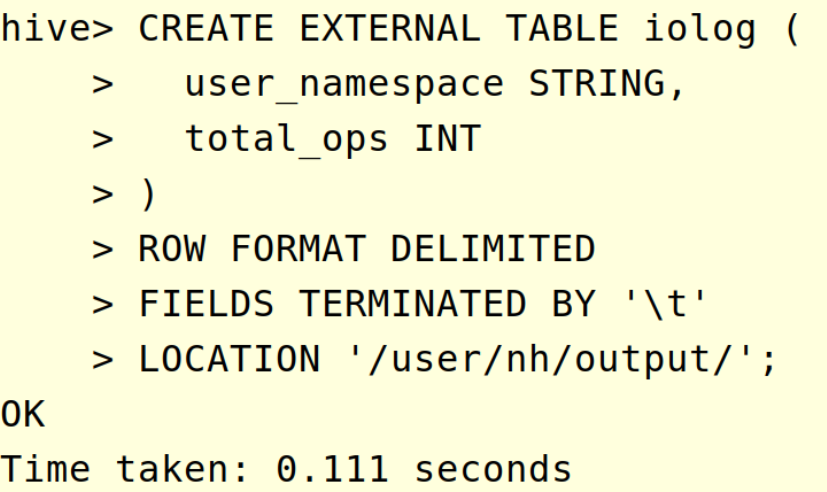 hive> CREATE EXTERNAL TABLE iolog (
    >   user_namespace STRING,
    >   total_ops INT
    > )
    > ROW FORMAT DELIMITED
    > FIELDS TERMINATED BY '\t'
    > LOCATION '/user/nh/output/';
OK
Time taken: 0.111 seconds